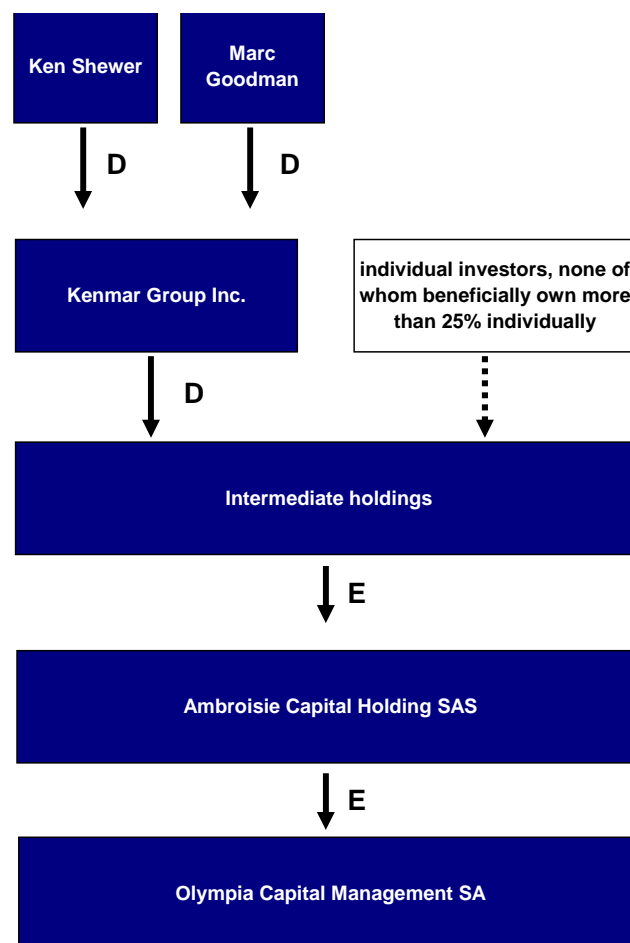 Ken Shewer
Marc
Goodman
D
D
Kenmar Group Inc.
individual investors, none of
whom beneficially own more
than 25% individually
D
Intermediate holdings
E
Ambroisie Capital Holding SAS
E
Olympia Capital Management SA